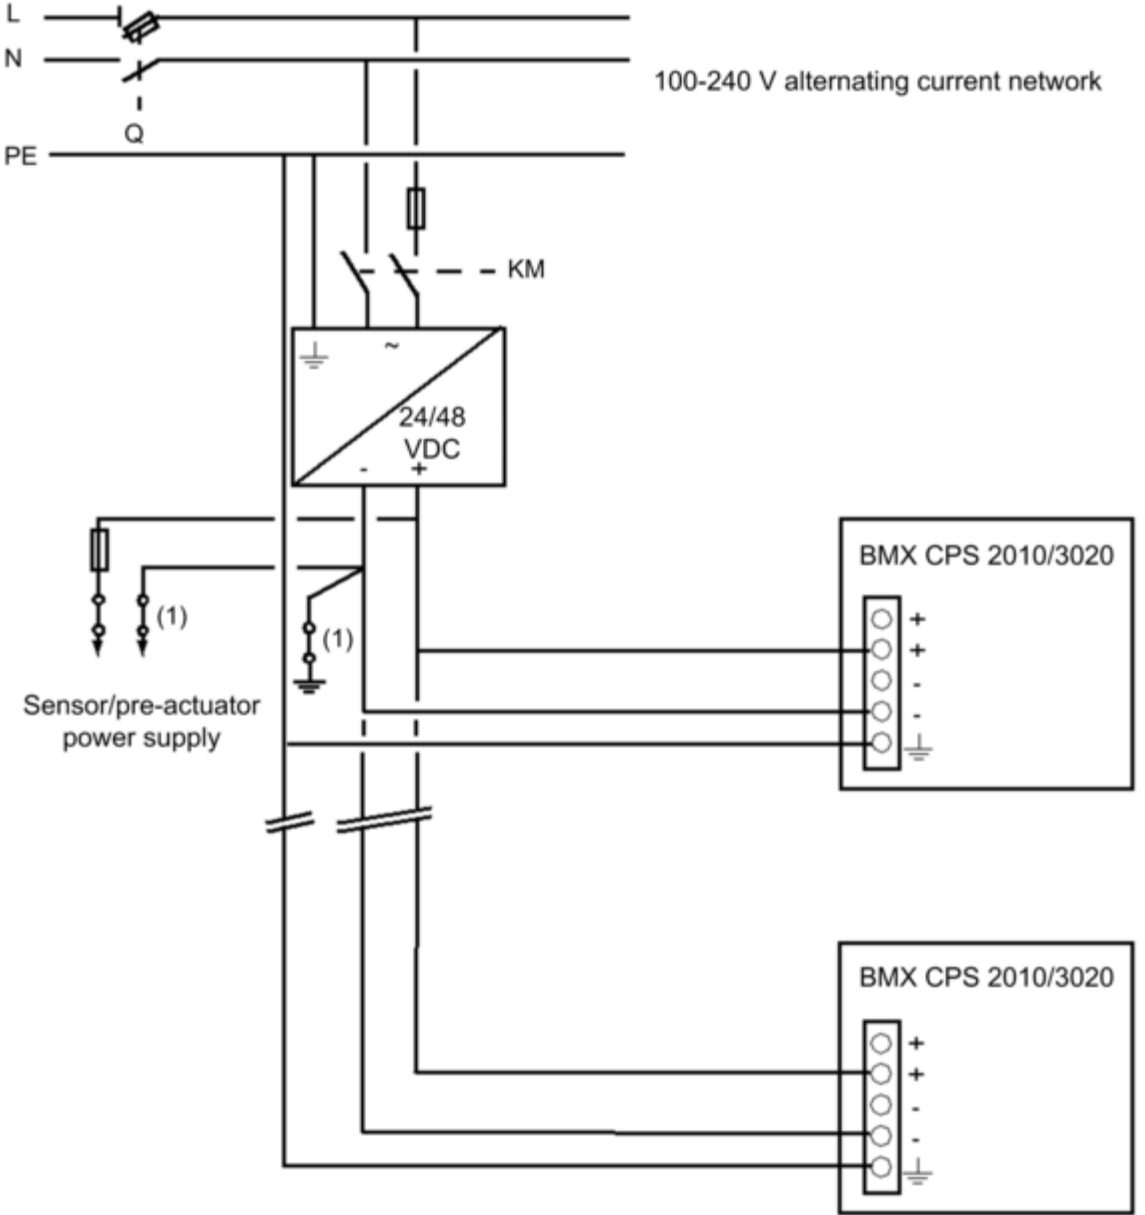 L
N
100-240 V alternating current network
Q
PE
KM
~
24/48
VDC
- +
BMX CPS 2010/3020
+
(1)
+
(1)
-
Sensor/pre-actuator
-
power supply
BMX CPS 2010/3020
+
+
-
-